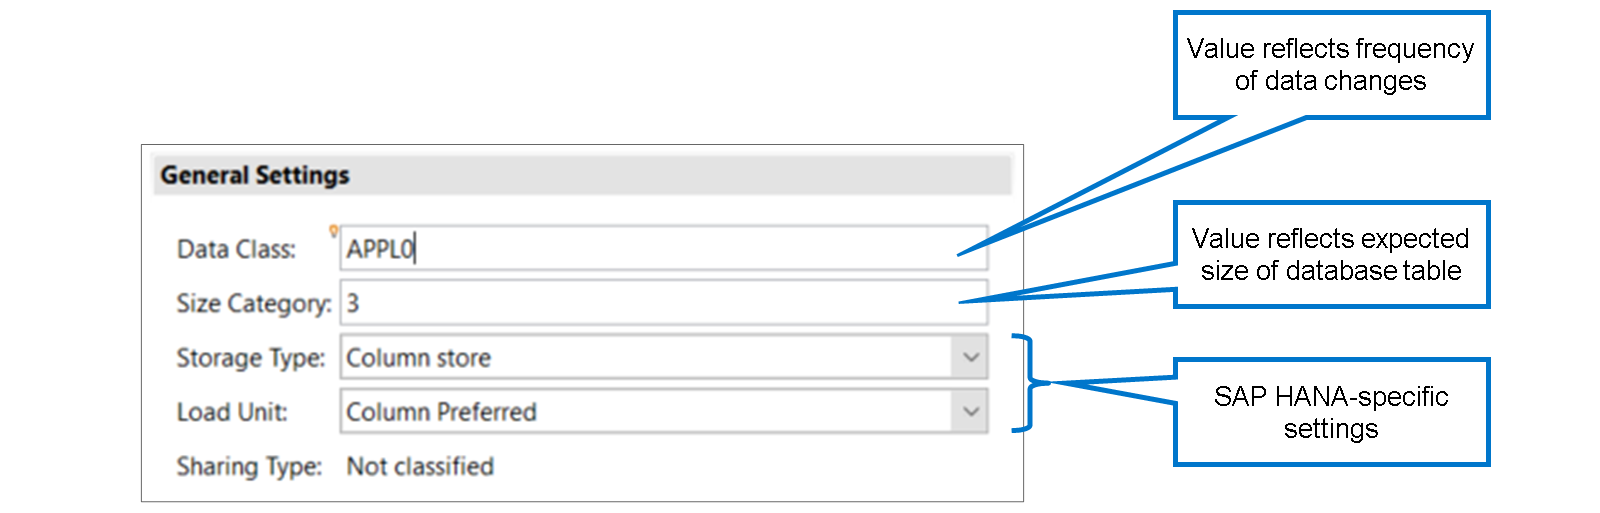 Value reflects frequency
of data changes
General Settings
Data Class: APPL0
Value reflects expected
size of database table
Size Category: 3
Storage Type: Column store
Load Unit: Column Preferred
SAP HANA-specific
settings
Sharing Type: Not classified